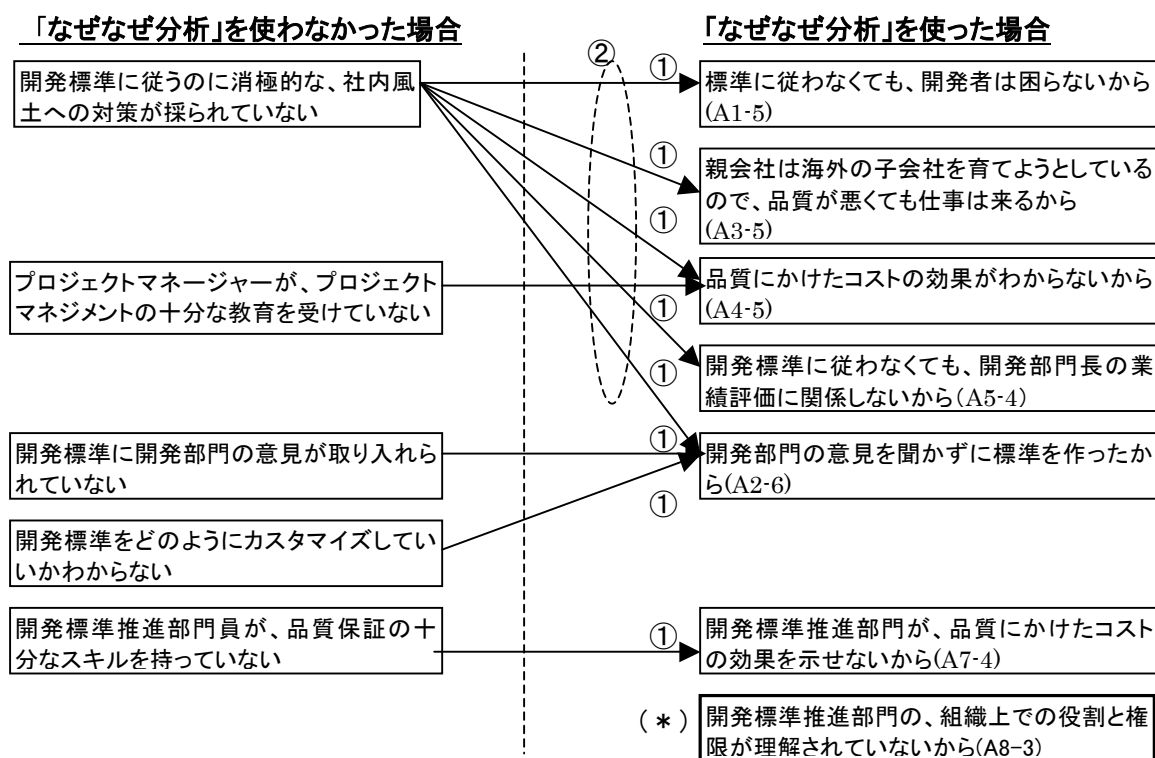 「なぜなぜ分析」を使わなかった場合
「なぜなぜ分析」を使った場合
②
開発標準に従うのに消極的な、社内風
土への対策が採られていない
プロジェクトマネージャーが、プロジェクト
マネジメントの十分な教育を受けていない
開発標準に開発部門の意見が取り入れら
れていない
開発標準をどのようにカスタマイズしてい
いかわからない
開発標準推進部門員が、品質保証の十
分なスキルを持っていない
①
標準に従わなくても、開発者は困らないから
(A1-5)
①
親会社は海外の子会社を育てようとしている
ので、品質が悪くても仕事は来るから
(A3-5)
①
品質にかけたコストの効果がわからないから
(A4-5)
①
①
開発標準に従わなくても、開発部門長の業
績評価に関係しないから(A5-4)
①
開発部門の意見を聞かずに標準を作ったか
ら(A2-6)
①
①
開発標準推進部門が、品質にかけたコスト
の効果を示せないから(A7-4)
(＊)
開発標準推進部門の、組織上での役割と権
限が理解されていないから(A8-3)